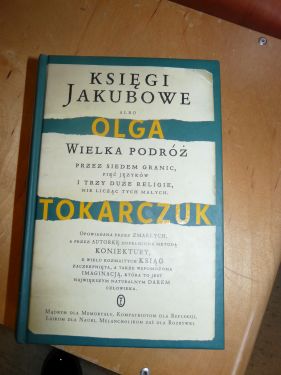 KSIĘGI
JAKUBOWE
ALBO
OLGA
WIELKA PODRÓŻ
PRZEZ SIEDEM GRANIC,
PIĘĆ JĘZYKÓW
I TRZY DUŻE RELIGIE,
NIE LICZĄC TYCH MAŁYCH.
TOKARCZUK
OPOWIADANA PRZEZ ZMARŁYCH,
A PRZEZ AUTORKĘ DOPEŁNIONA METODĄ
KONIEKTURY,
Z WIELU ROZMAITYCH KSIĄG
ZACZERPNIĘTA, A TAKŻE WSPOMOŻONA
IMAGINACJĄ, KTÓRA TO JEST
NAJWIĘKSZYM NATURALNYM DAREM
CZŁOWIEKA.
MĄDRYM DLA MEMORYAŁU, KOMPATRIOTOM DLA REFLEKSJI,
LAIKOM DLA NAUKI, MELANCHOLIKOM ZAŚ DLA ROZRYWKI